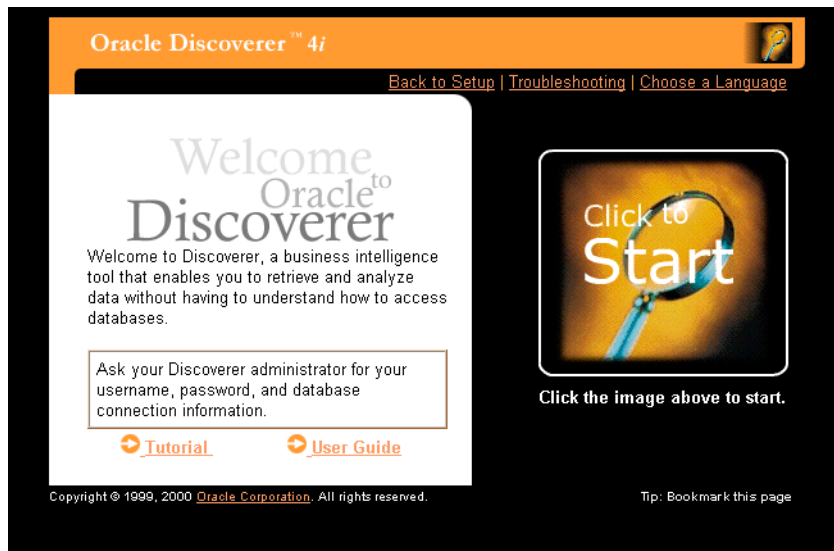 Oracle Discoverer ™ 4i
Back to Setup | Troubleshooting | Choose a Language
Welcome
to
Oracle
Discoverer
Welcome to Discoverer, a business intelligence
tool that enables you to retrieve and analyze
data without having to understand how to access
databases.
Ask your Discoverer administrator for your
username, password, and database
connection information.
Tutorial
User Guide
Click to
Start
Click the image above to start.
Copyright © 1999, 2000 Oracle Corporation. All rights reserved.
Tip: Bookmark this page